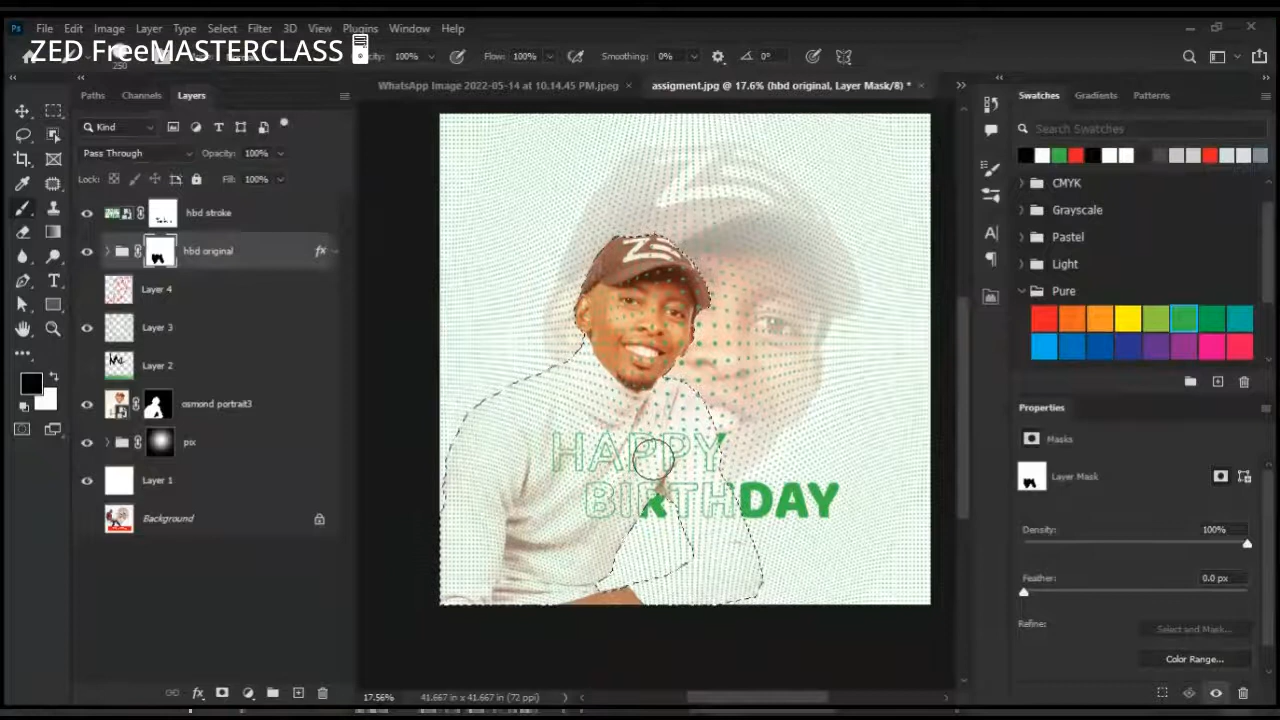 Ps File Edit Image Layer Type Select Filter 3D View Plugins Window Help
ZED FreeMASTERCLASS
250 100% Flow: 100% Smoothing: 0% 0°
WhatsApp Image 2022-05-14 at 10.14.45 PM.jpeg × assigment.jpg @ 17.6% (hbd original, Layer Mask/8) * ×
Paths Channels Layers
Kind
Pass Through Opacity: 100%
Lock: Fill: 100%
hbd stroke
hbd original fx
Layer 4
Layer 3
Layer 2
osmond portrait3
pix
Layer 1
Background
ZE
HAPPY
BIRTHDAY
17.56% 41.667 in x 41.667 in (72 ppi)
Swatches Gradients Patterns
Search Swatches
CMYK
Grayscale
Pastel
Light
Pure
Properties
Masks
Layer Mask
Density: 100%
Feather: 0.0 px
Refine:
Select and Mask...
Color Range...